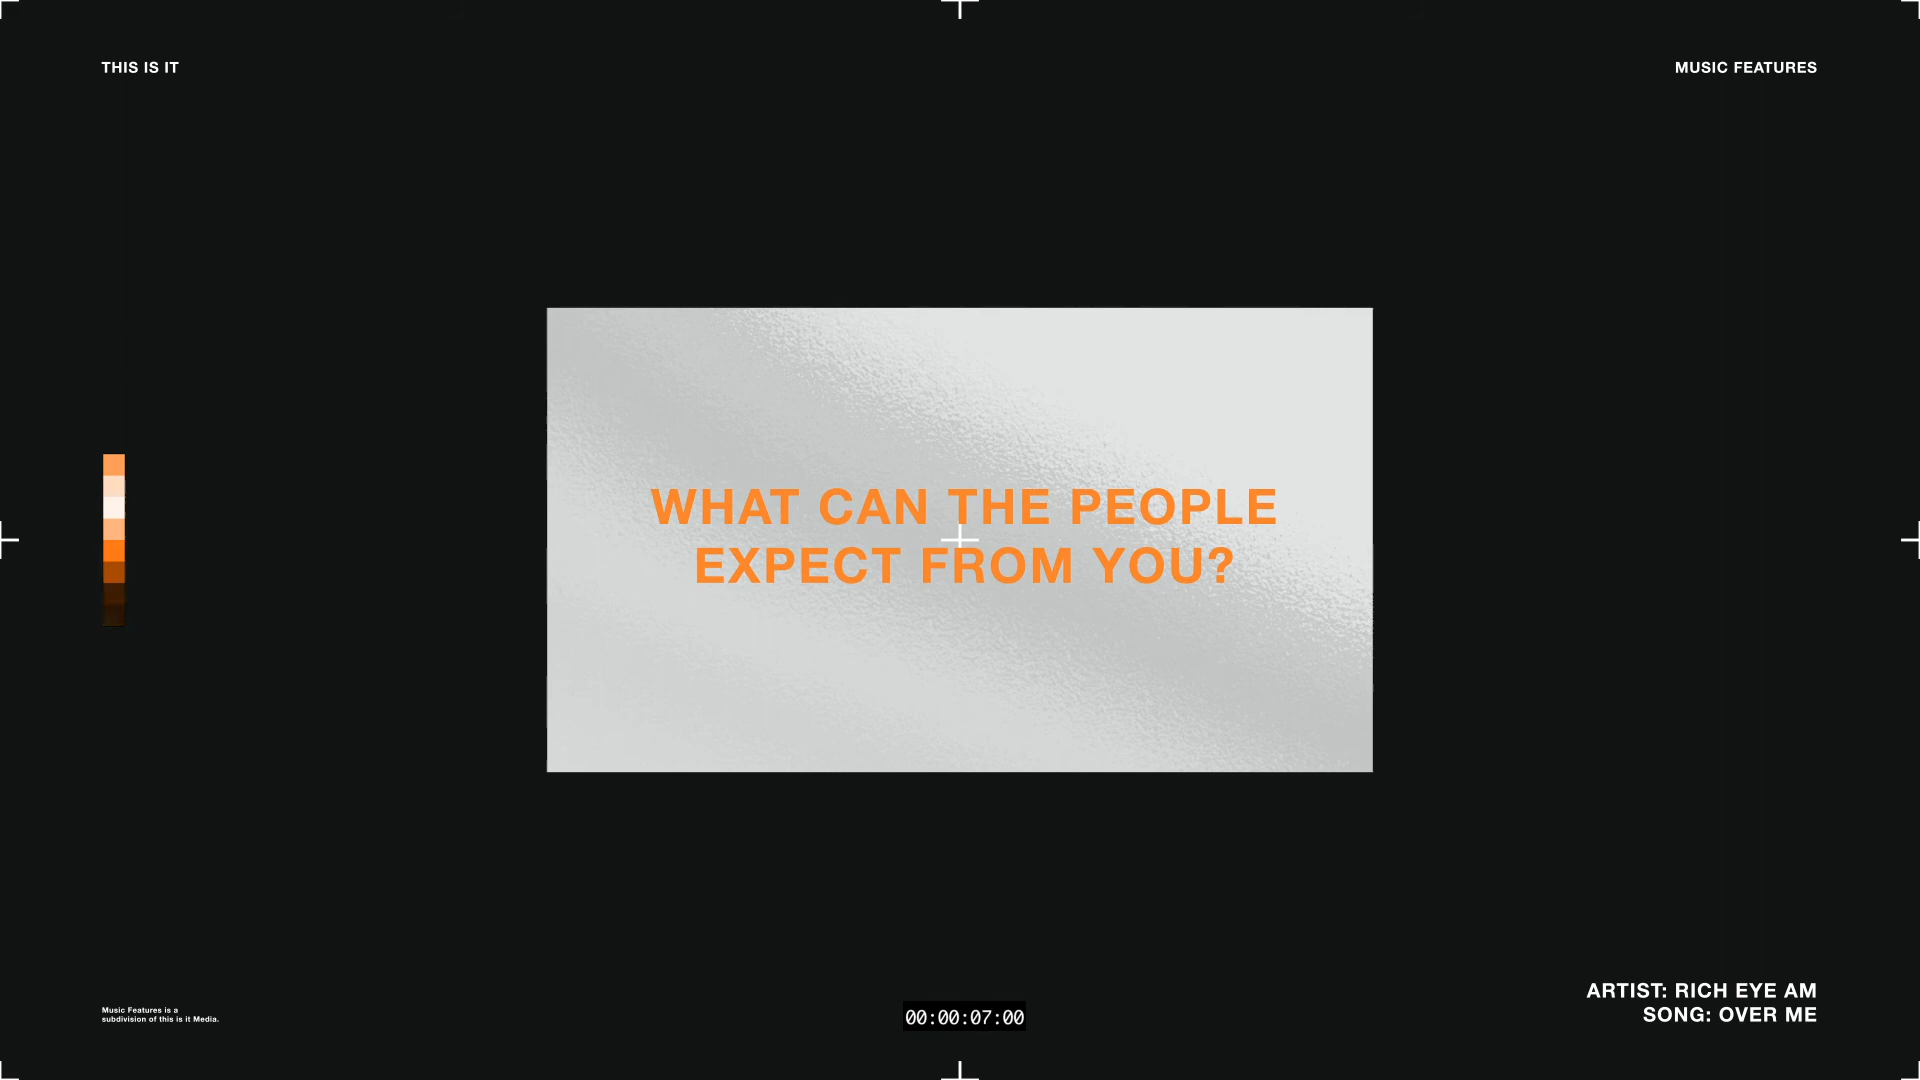 THIS IS IT
MUSIC FEATURES
WHAT CAN THE PEOPLE
EXPECT FROM YOU?
Music Features is a
subdivision of this is it Media.
00:00:07:00
ARTIST: RICH EYE AM
SONG: OVER ME